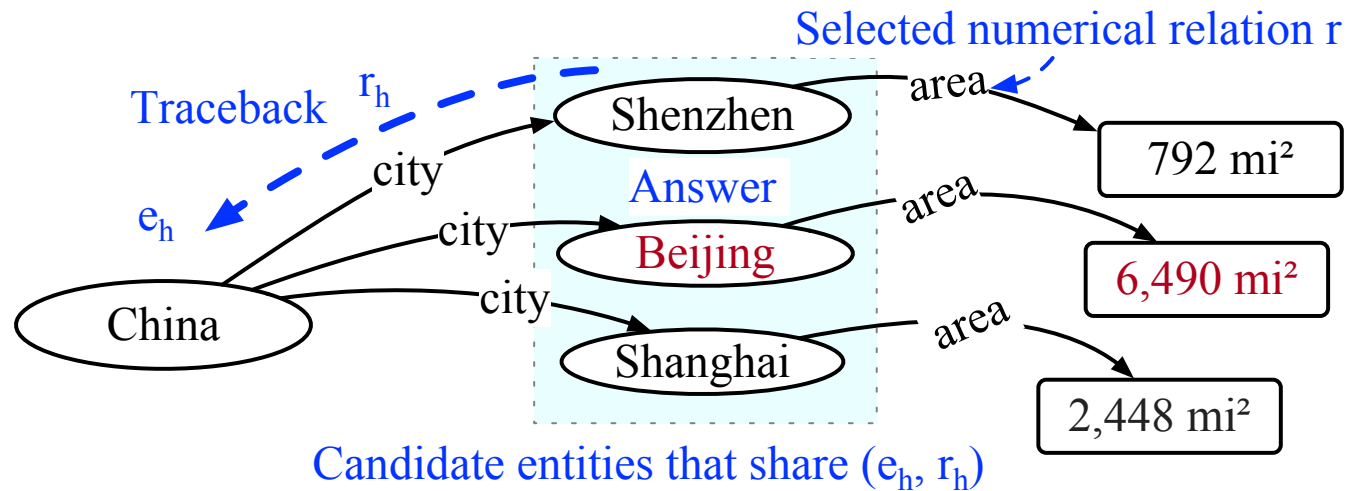 Selected numerical relation r
Traceback
r_h
area
Shenzhen
792 mi²
city
Answer
area
e_h
city
Beijing
6,490 mi²
city
China
area
Shanghai
2,448 mi²
Candidate entities that share (e_h, r_h)